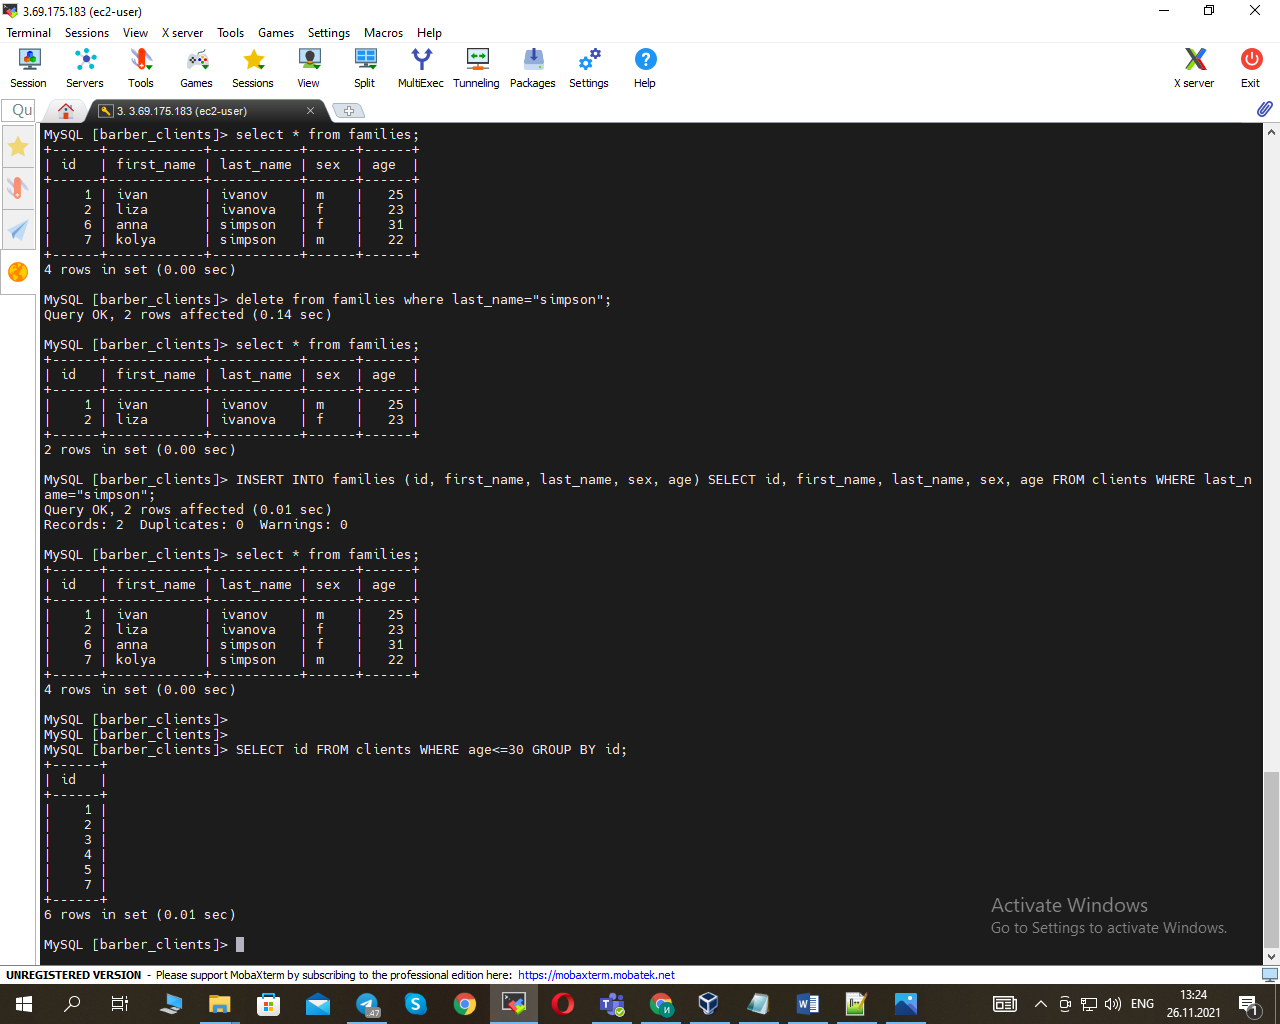 3.69.175.183 (ec2-user)
Terminal Sessions View X server Tools Games Settings Macros Help
Session Servers Tools Games Sessions View Split MultiExec Tunneling Packages Settings Help X server Exit
Qu 3. 3.69.175.183 (ec2-user)
MySQL [barber_clients]> select * from families;
+------+------------+-----------+------+------+
| id   | first_name | last_name | sex  | age  |
+------+------------+-----------+------+------+
|    1 | ivan       | ivanov    | m    |   25 |
|    2 | liza       | ivanova   | f    |   23 |
|    6 | anna       | simpson   | f    |   31 |
|    7 | kolya      | simpson   | m    |   22 |
+------+------------+-----------+------+------+
4 rows in set (0.00 sec)
MySQL [barber_clients]> delete from families where last_name="simpson";
Query OK, 2 rows affected (0.14 sec)
MySQL [barber_clients]> select * from families;
+------+------------+-----------+------+------+
| id   | first_name | last_name | sex  | age  |
+------+------------+-----------+------+------+
|    1 | ivan       | ivanov    | m    |   25 |
|    2 | liza       | ivanova   | f    |   23 |
+------+------------+-----------+------+------+
2 rows in set (0.00 sec)
MySQL [barber_clients]> INSERT INTO families (id, first_name, last_name, sex, age) SELECT id, first_name, last_name, sex, age FROM clients WHERE last_n
ame="simpson";
Query OK, 2 rows affected (0.01 sec)
Records: 2  Duplicates: 0  Warnings: 0
MySQL [barber_clients]> select * from families;
+------+------------+-----------+------+------+
| id   | first_name | last_name | sex  | age  |
+------+------------+-----------+------+------+
|    1 | ivan       | ivanov    | m    |   25 |
|    2 | liza       | ivanova   | f    |   23 |
|    6 | anna       | simpson   | f    |   31 |
|    7 | kolya      | simpson   | m    |   22 |
+------+------------+-----------+------+------+
4 rows in set (0.00 sec)
MySQL [barber_clients]>
MySQL [barber_clients]>
MySQL [barber_clients]> SELECT id FROM clients WHERE age<=30 GROUP BY id;
+------+
| id   |
+------+
|    1 |
|    2 |
|    3 |
|    4 |
|    5 |
|    7 |
+------+
6 rows in set (0.01 sec)
MySQL [barber_clients]>
Activate Windows
Go to Settings to activate Windows.
UNREGISTERED VERSION - Please support MobaXterm by subscribing to the professional edition here: https://mobaxterm.mobatek.net
.47
ENG
13:24
26.11.2021
1